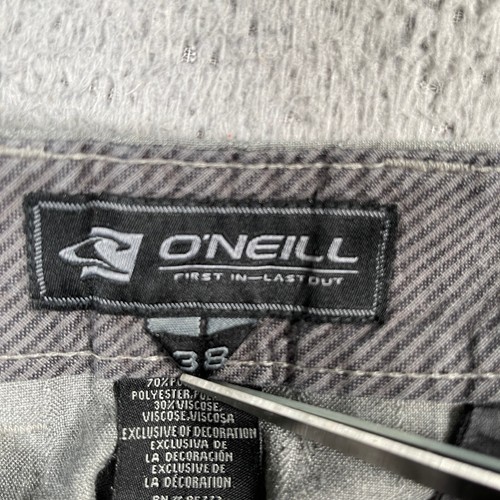 O'NEILL
FIRST IN—LAST OUT
38
70%
POLYESTER,
30%VISCOSE,
VISCOSE,VISCOSA
EXCLUSIVE OF DECORATION
EXCLUSIVA DE
LA DECORACIÓN
EXCLUSIVE DE
LA DÉCORATION